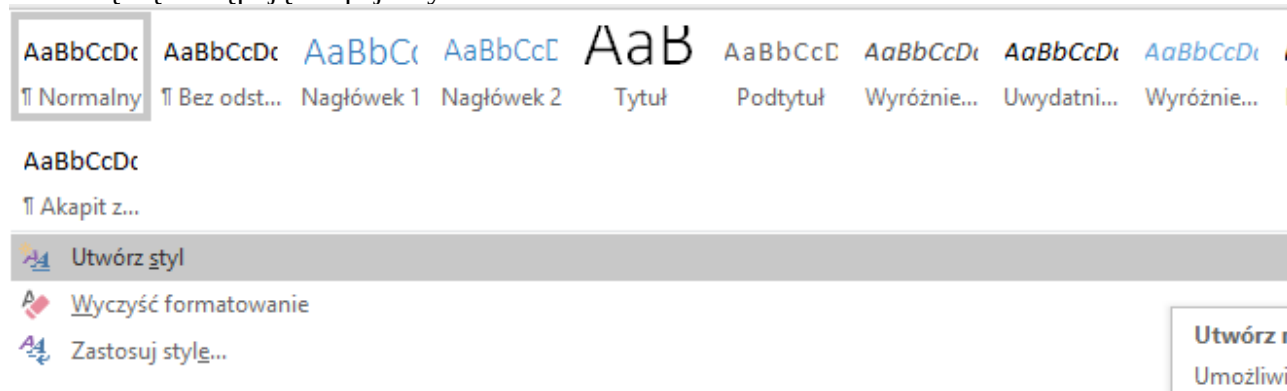 AaBbCcDc AaBbCcDc AaBbCc AaBbCcD AaB AaBbCcD AaBbCcDc AaBbCcDc AaBbCcDc
¶ Normalny ¶ Bez odst... Nagłówek 1 Nagłówek 2 Tytuł Podtytuł Wyróżnie... Uwydatni... Wyróżnie...
AaBbCcDc
¶ Akapit z...
Utwórz styl
Wyczyść formatowanie
Zastosuj style...
Utwórz